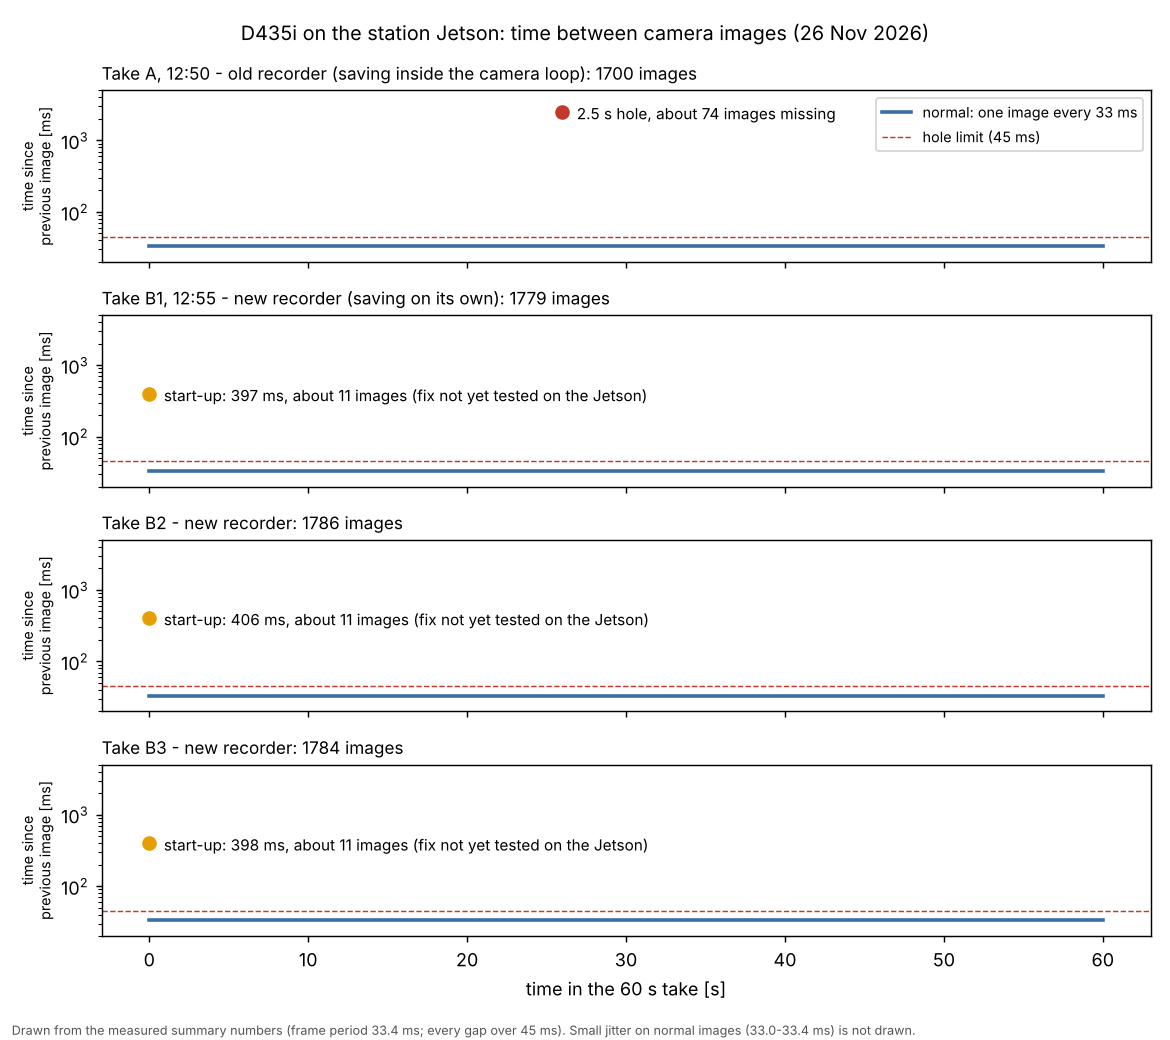 D435i on the station Jetson: time between camera images (26 Nov 2026)
Take A, 12:50 - old recorder (saving inside the camera loop): 1700 images
time since
previous image [ms]
10³
10²
2.5 s hole, about 74 images missing
normal: one image every 33 ms
hole limit (45 ms)
Take B1, 12:55 - new recorder (saving on its own): 1779 images
time since
previous image [ms]
10³
10²
start-up: 397 ms, about 11 images (fix not yet tested on the Jetson)
Take B2 - new recorder: 1786 images
time since
previous image [ms]
10³
10²
start-up: 406 ms, about 11 images (fix not yet tested on the Jetson)
Take B3 - new recorder: 1784 images
time since
previous image [ms]
10³
10²
start-up: 398 ms, about 11 images (fix not yet tested on the Jetson)
0 10 20 30 40 50 60
time in the 60 s take [s]
Drawn from the measured summary numbers (frame period 33.4 ms; every gap over 45 ms). Small jitter on normal images (33.0-33.4 ms) is not drawn.